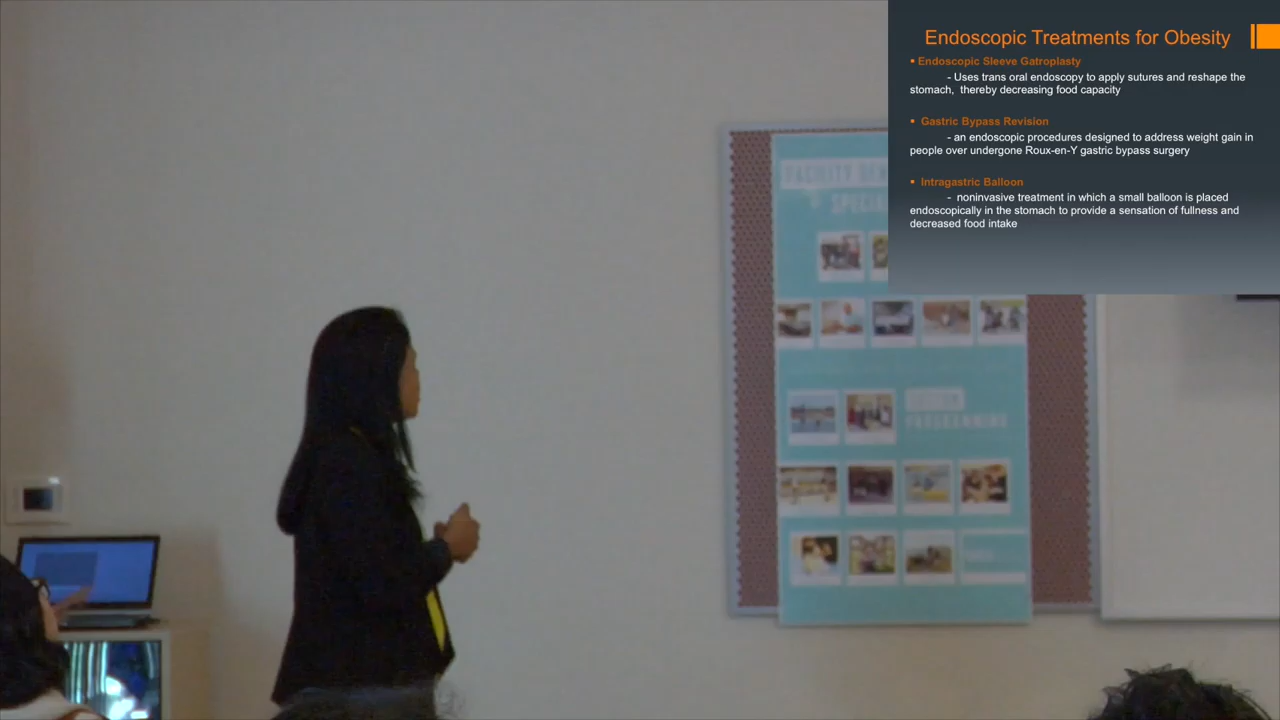 Endoscopic Treatments for Obesity
▪ Endoscopic Sleeve Gatroplasty
- Uses trans oral endoscopy to apply sutures and reshape the
stomach, thereby decreasing food capacity
▪ Gastric Bypass Revision
- an endoscopic procedures designed to address weight gain in
people over undergone Roux-en-Y gastric bypass surgery
▪ Intragastric Balloon
- noninvasive treatment in which a small balloon is placed
endoscopically in the stomach to provide a sensation of fullness and
decreased food intake
FACILITY